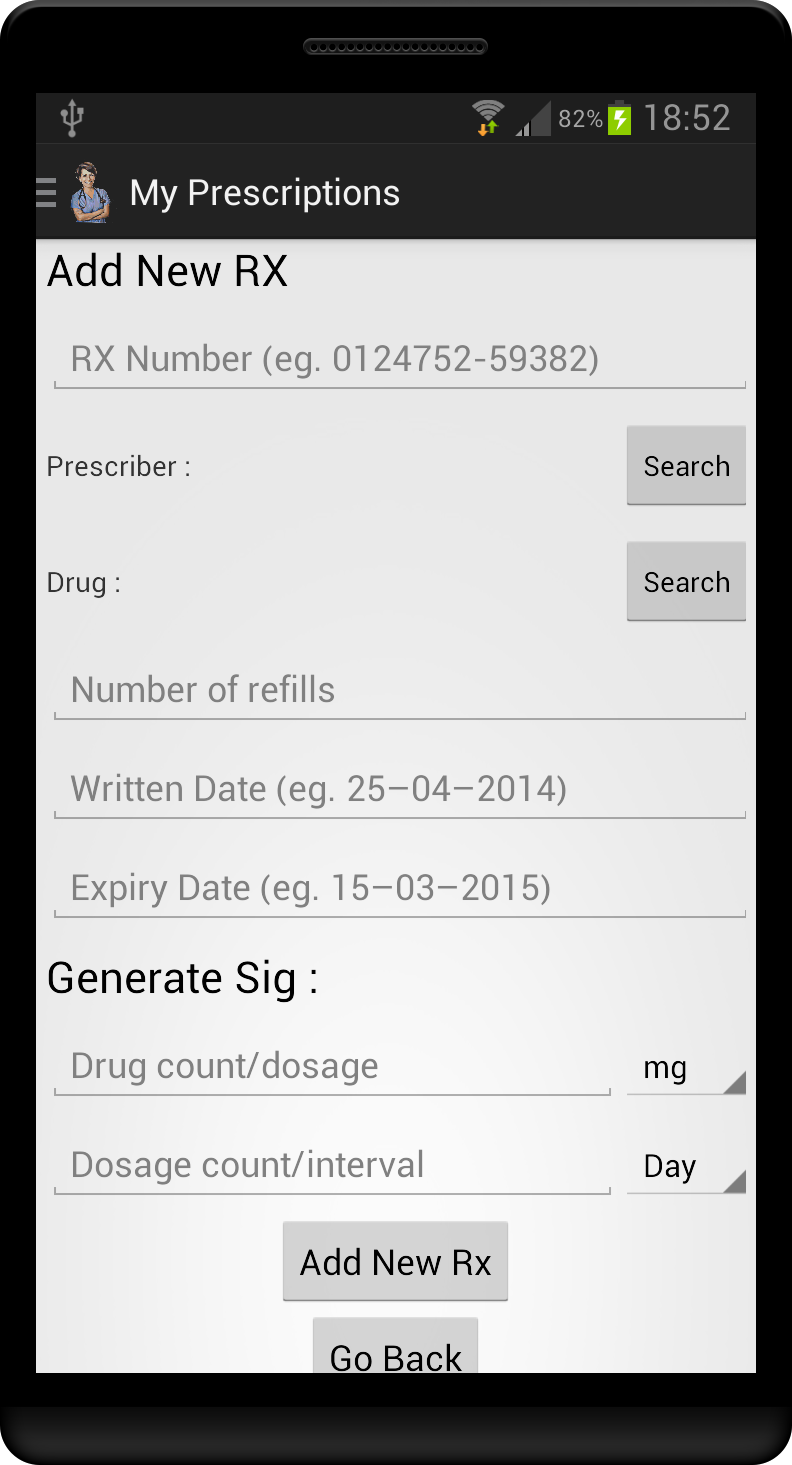 82% 18:52
My Prescriptions
Add New RX
RX Number (eg. 0124752-59382)
Prescriber : Search
Drug : Search
Number of refills
Written Date (eg. 25–04–2014)
Expiry Date (eg. 15–03–2015)
Generate Sig :
Drug count/dosage mg
Dosage count/interval Day
Add New Rx
Go Back